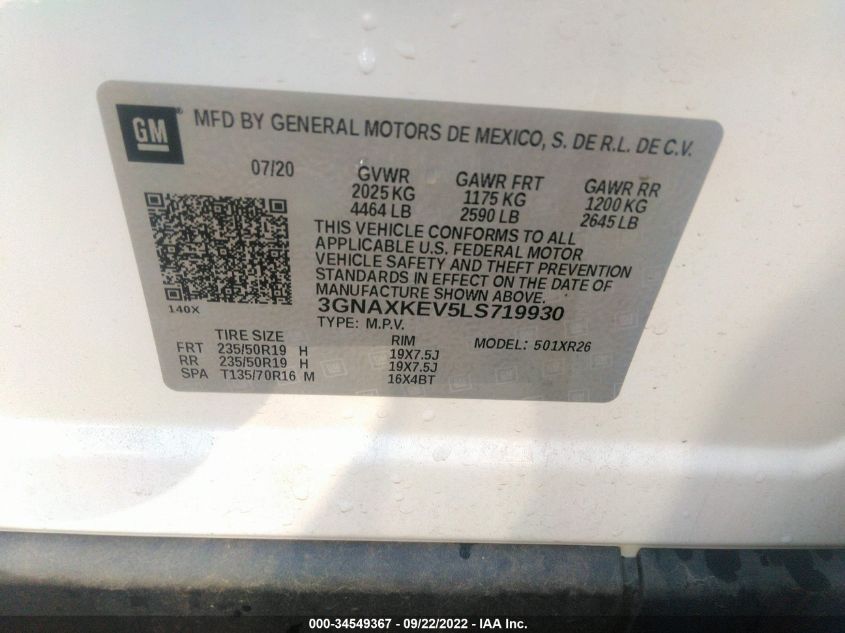 GM
MFD BY GENERAL MOTORS DE MEXICO, S. DE R.L. DE C.V.
07/20 GVWR GAWR FRT GAWR RR
2025 KG 1175 KG 1200 KG
4464 LB 2590 LB 2645 LB
THIS VEHICLE CONFORMS TO ALL
APPLICABLE U.S. FEDERAL MOTOR
VEHICLE SAFETY AND THEFT PREVENTION
STANDARDS IN EFFECT ON THE DATE OF
MANUFACTURE SHOWN ABOVE.
140X 3GNAXKEV5LS719930
TYPE: M.P.V.
TIRE SIZE RIM MODEL: 501XR26
FRT 235/50R19 H 19X7.5J
RR 235/50R19 H 19X7.5J
SPA T135/70R16 M 16X4BT
000-34549367 - 09/22/2022 - IAA Inc.